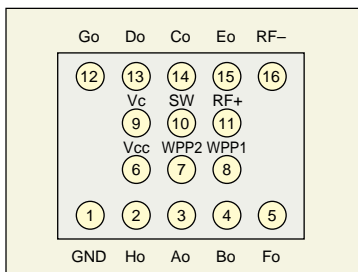 Go Do Co Eo RF–
12 13 14 15 16
Vc SW RF+
9 10 11
Vcc WPP2 WPP1
6 7 8
1 2 3 4 5
GND Ho Ao Bo Fo